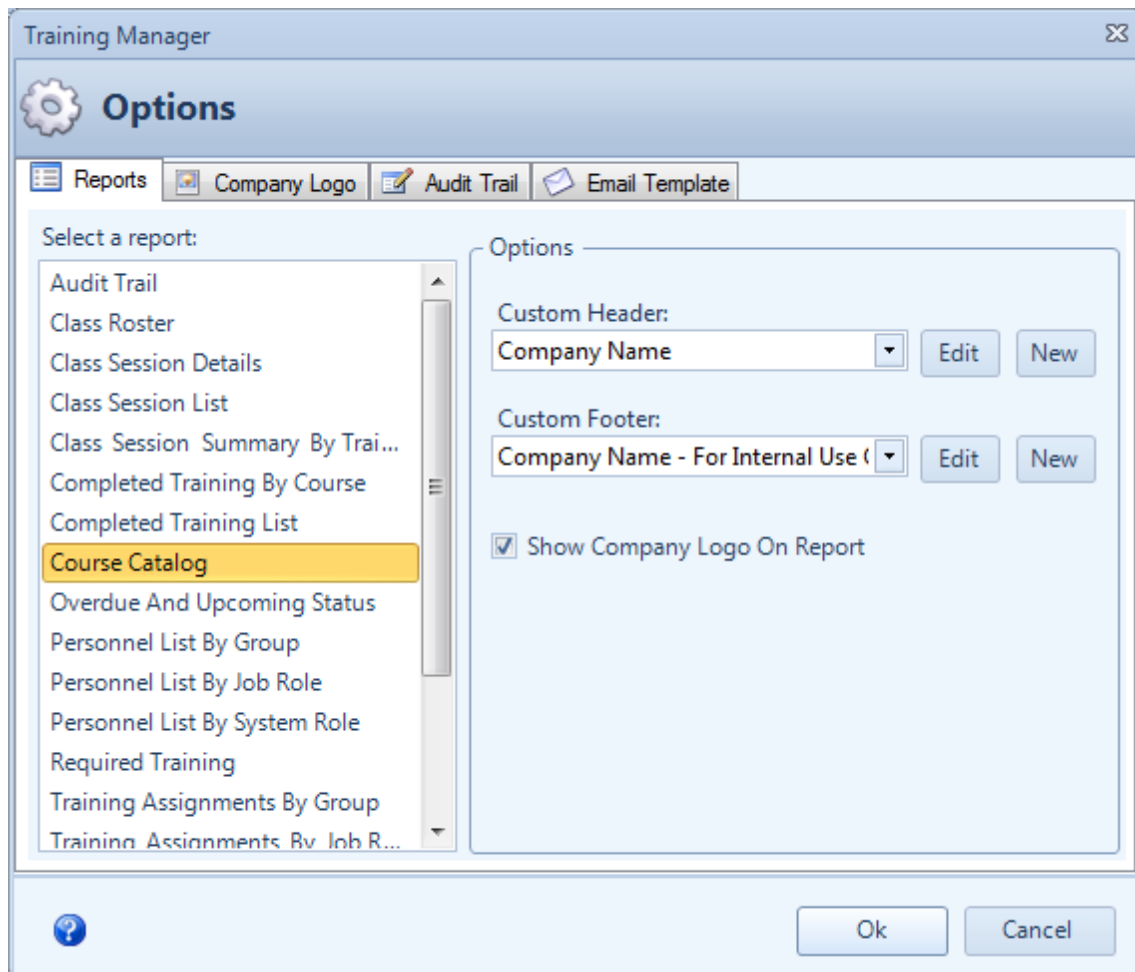 Training Manager
Options
Reports
Company Logo
Audit Trail
Email Template
Select a report:
Audit Trail
Class Roster
Class Session Details
Class Session List
Class Session Summary By Trai...
Completed Training By Course
Completed Training List
Course Catalog
Overdue And Upcoming Status
Personnel List By Group
Personnel List By Job Role
Personnel List By System Role
Required Training
Training Assignments By Group
Training Assignments By Job R...
Options
Custom Header:
Company Name
Edit
New
Custom Footer:
Company Name - For Internal Use
Edit
New
Show Company Logo On Report
?
Ok
Cancel